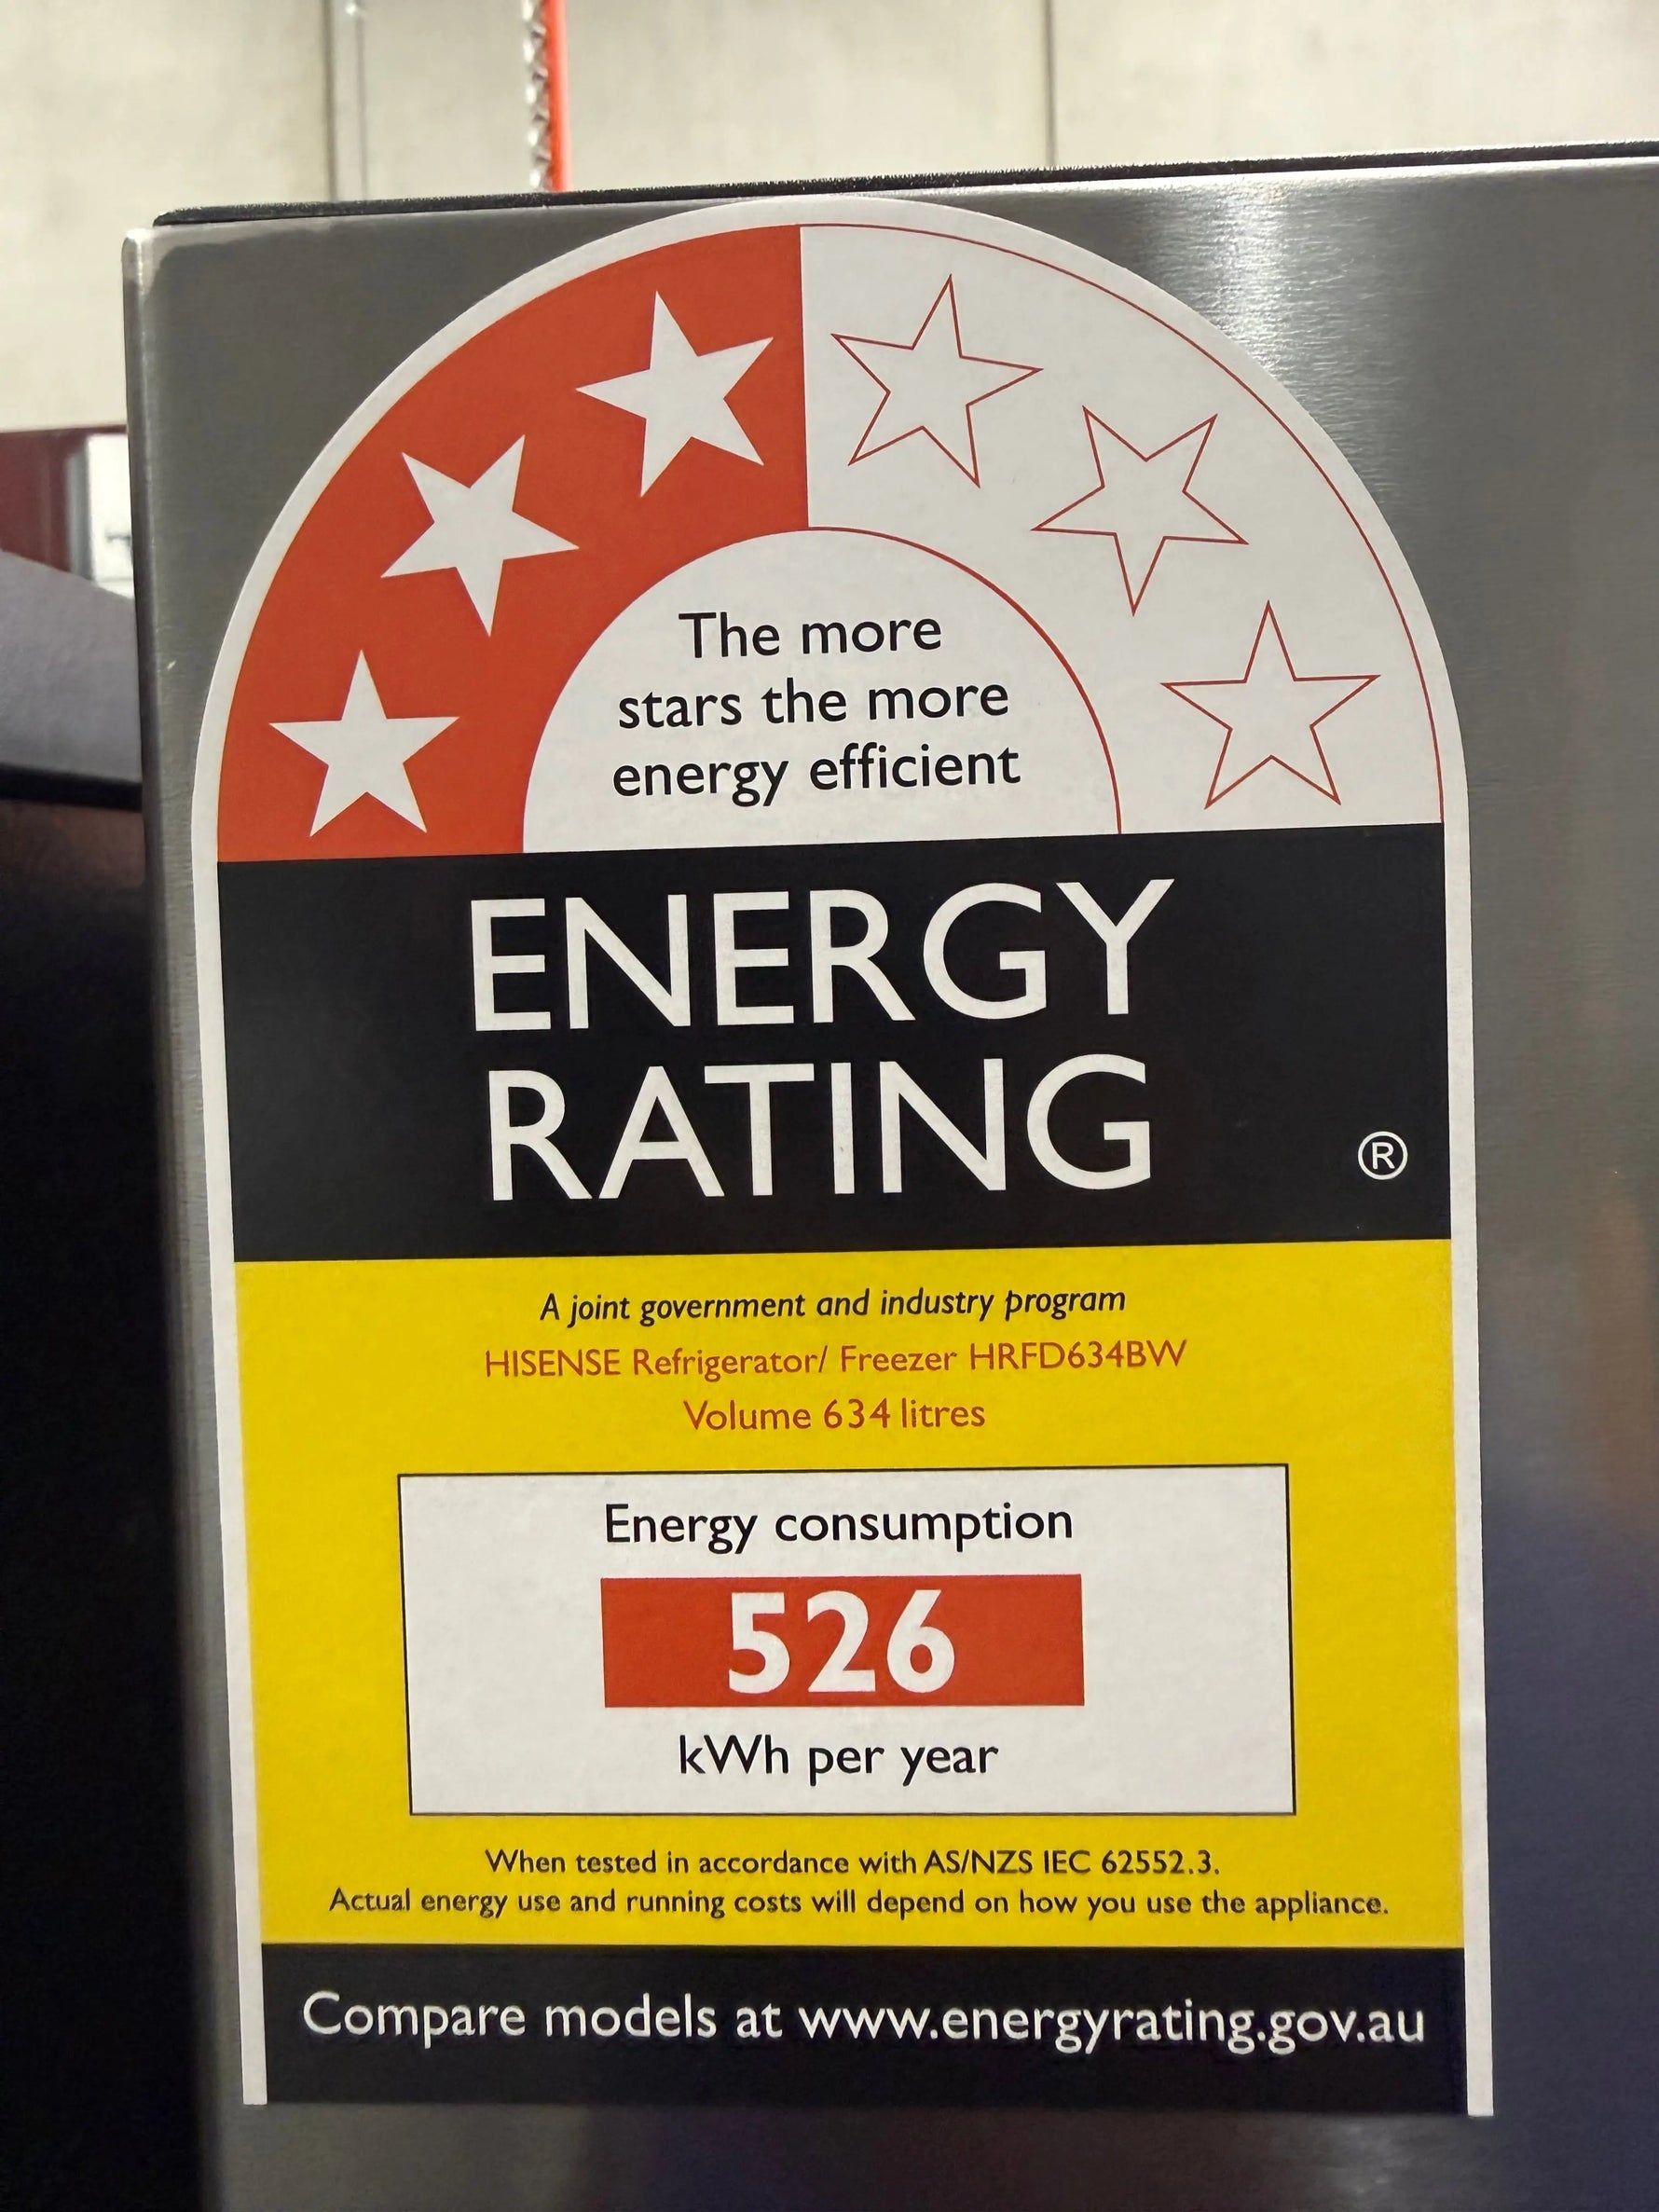 The more
stars the more
energy efficient
ENERGY
RATING
®
A joint government and industry program
HISENSE Refrigerator/ Freezer HRFD634BW
Volume 634 litres
Energy consumption
526
kWh per year
When tested in accordance with AS/NZS IEC 62552.3.
Actual energy use and running costs will depend on how you use the appliance.
Compare models at www.energyrating.gov.au